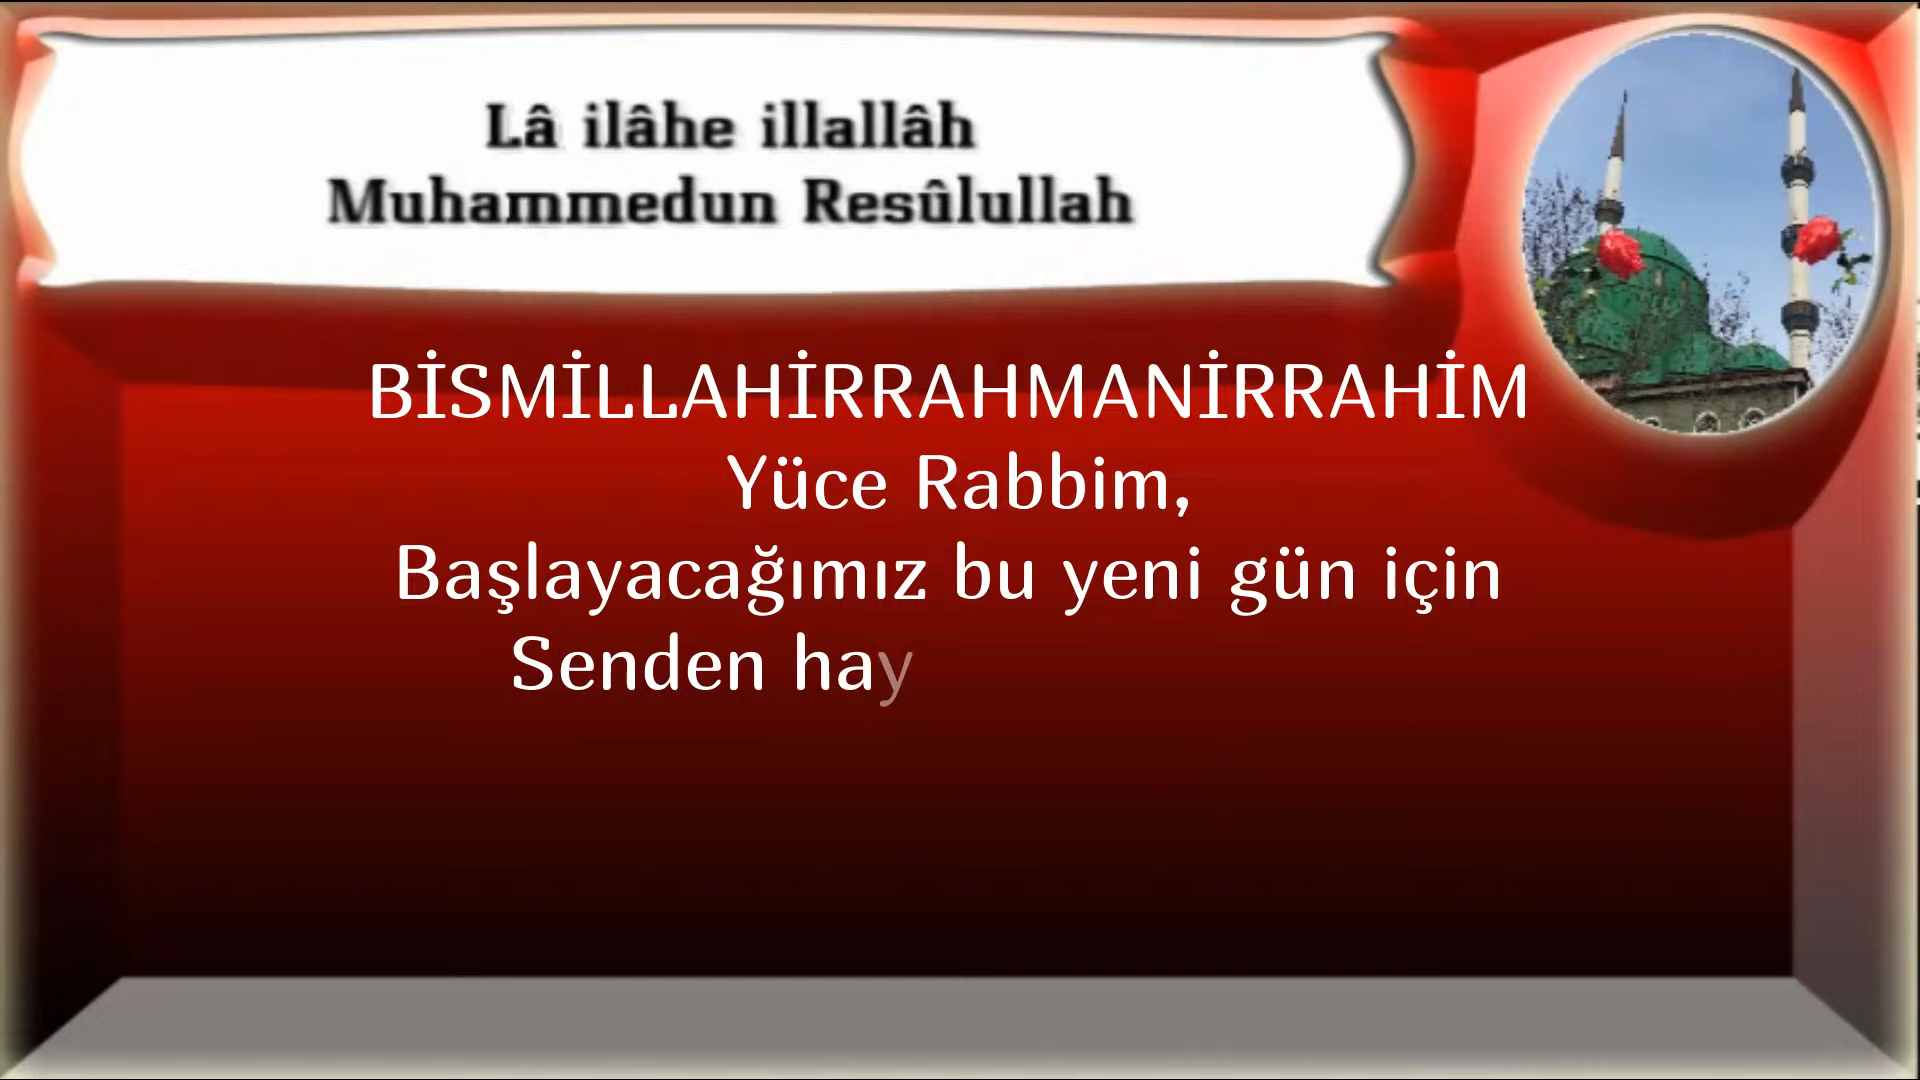 Lâ ilâhe illallâh
Muhammedun Resûlullah
BİSMİLLAHİRRAHMANİRRAHİM
Yüce Rabbim,
Başlayacağımız bu yeni gün için
Senden hay